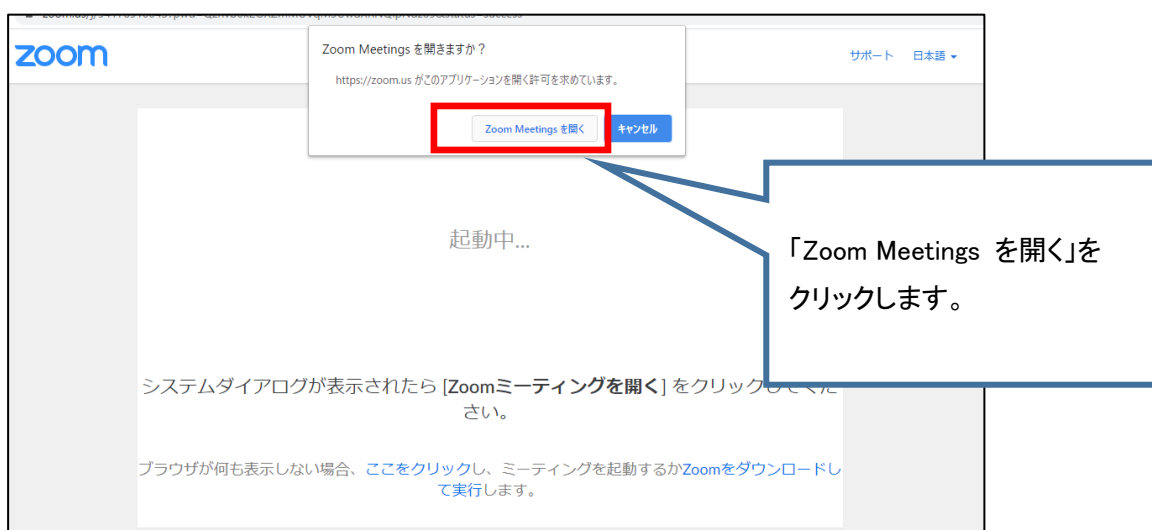 zoom
サポート 日本語
Zoom Meetings を開きますか？
https://zoom.us がこのアプリケーションを開く許可を求めています。
Zoom Meetings を開く キャンセル
起動中...
「Zoom Meetings を開く」を
クリックします。
システムダイアログが表示されたら [Zoomミーティングを開く] をクリックしてくだ
さい。
ブラウザが何も表示しない場合、ここをクリックし、ミーティングを起動するかZoomをダウンロードし
て実行します。